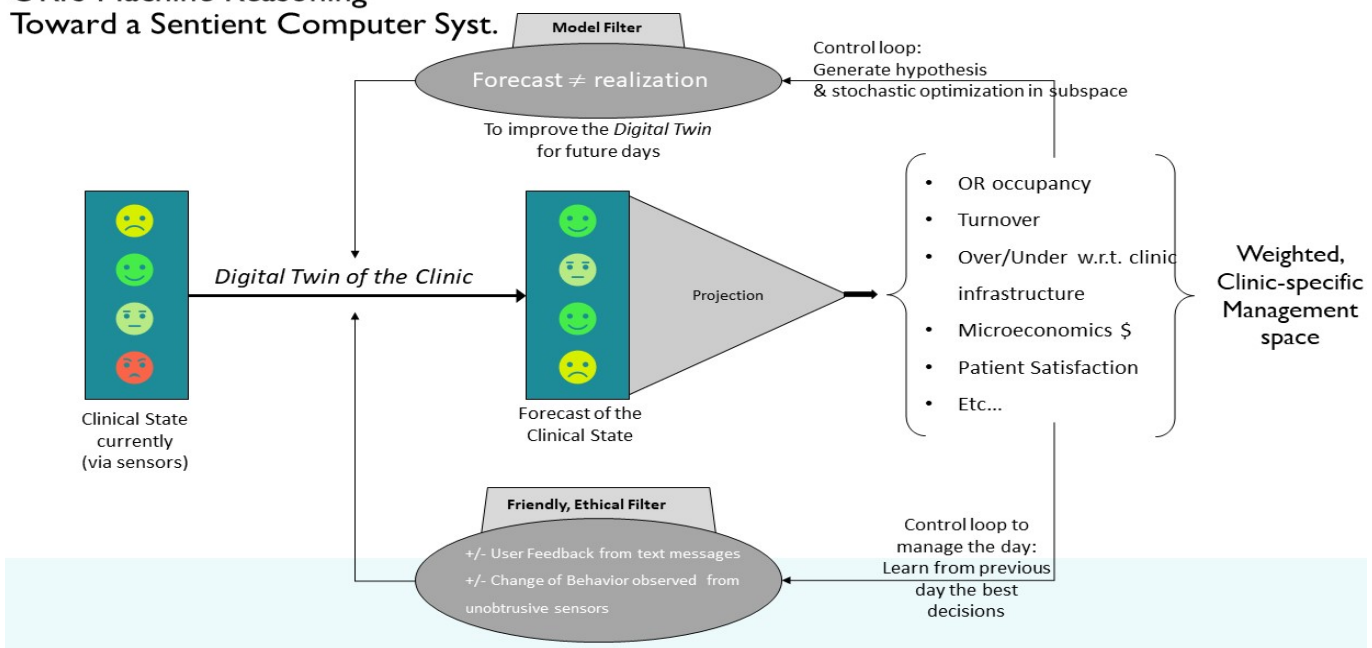 Toward a Sentient Computer Syst.
Model Filter
Forecast ≠ realization
To improve the Digital Twin
for future days
Control loop:
Generate hypothesis
& stochastic optimization in subspace
Digital Twin of the Clinic
Clinical State
currently
(via sensors)
Forecast of the
Clinical State
Projection
• OR occupancy
• Turnover
• Over/Under w.r.t. clinic
infrastructure
• Microeconomics $
• Patient Satisfaction
• Etc...
Weighted,
Clinic-specific
Management
space
Friendly, Ethical Filter
+/- User Feedback from text messages
+/- Change of Behavior observed from
unobtrusive sensors
Control loop to
manage the day:
Learn from previous
day the best
decisions